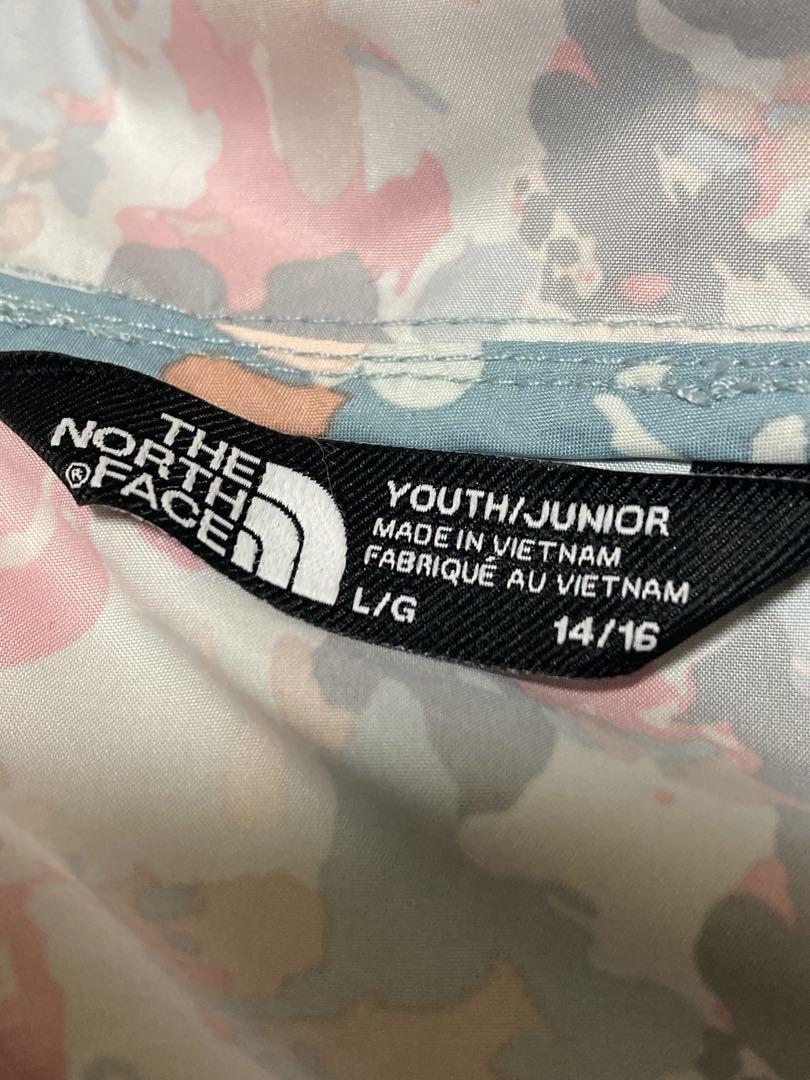 THE
NORTH
®FACE
YOUTH/JUNIOR
MADE IN VIETNAM
FABRIQUÉ AU VIETNAM
L/G
14/16